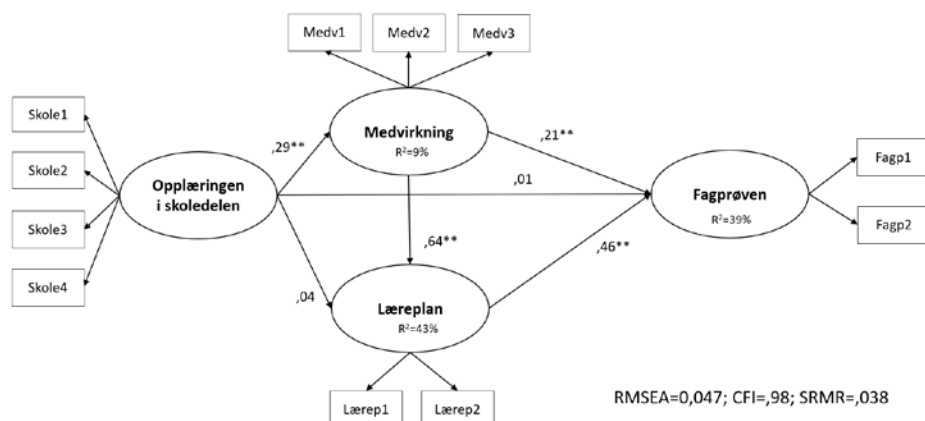 Medv1
Medv2
Medv3
Skole1
Skole2
Skole3
Skole4
Opplæringen
i skoledelen
Medvirkning
R²=9%
,29**
,21**
,01
,64**
,04
,46**
Læreplan
R²=43%
Fagprøven
R²=39%
Fagp1
Fagp2
Lærep1
Lærep2
RMSEA=0,047; CFI=,98; SRMR=,038